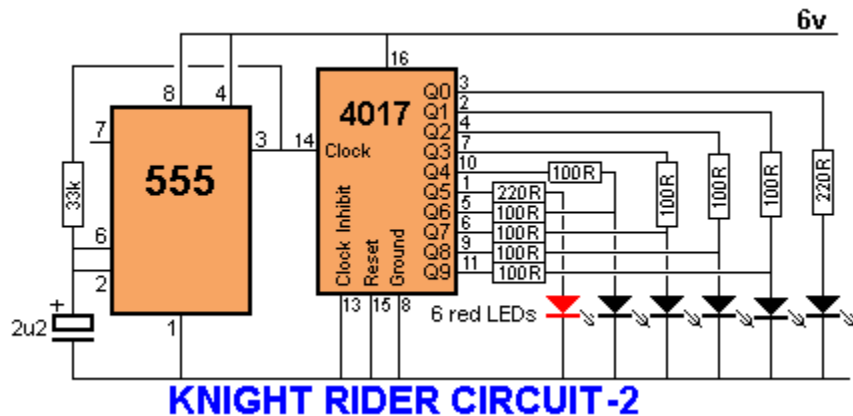 6v
16
8
4
3
14
7
555
33k
6
2
+
2u2
1
4017
Clock
Clock Inhibit
Reset
Ground
13
15
8
Q0
3
Q1
2
Q2
4
Q3
7
Q4
10
Q5
1
Q6
5
Q7
6
Q8
9
Q9
11
100R
220R
100R
100R
100R
100R
100R
100R
100R
220R
6 red LEDs
KNIGHT RIDER CIRCUIT-2